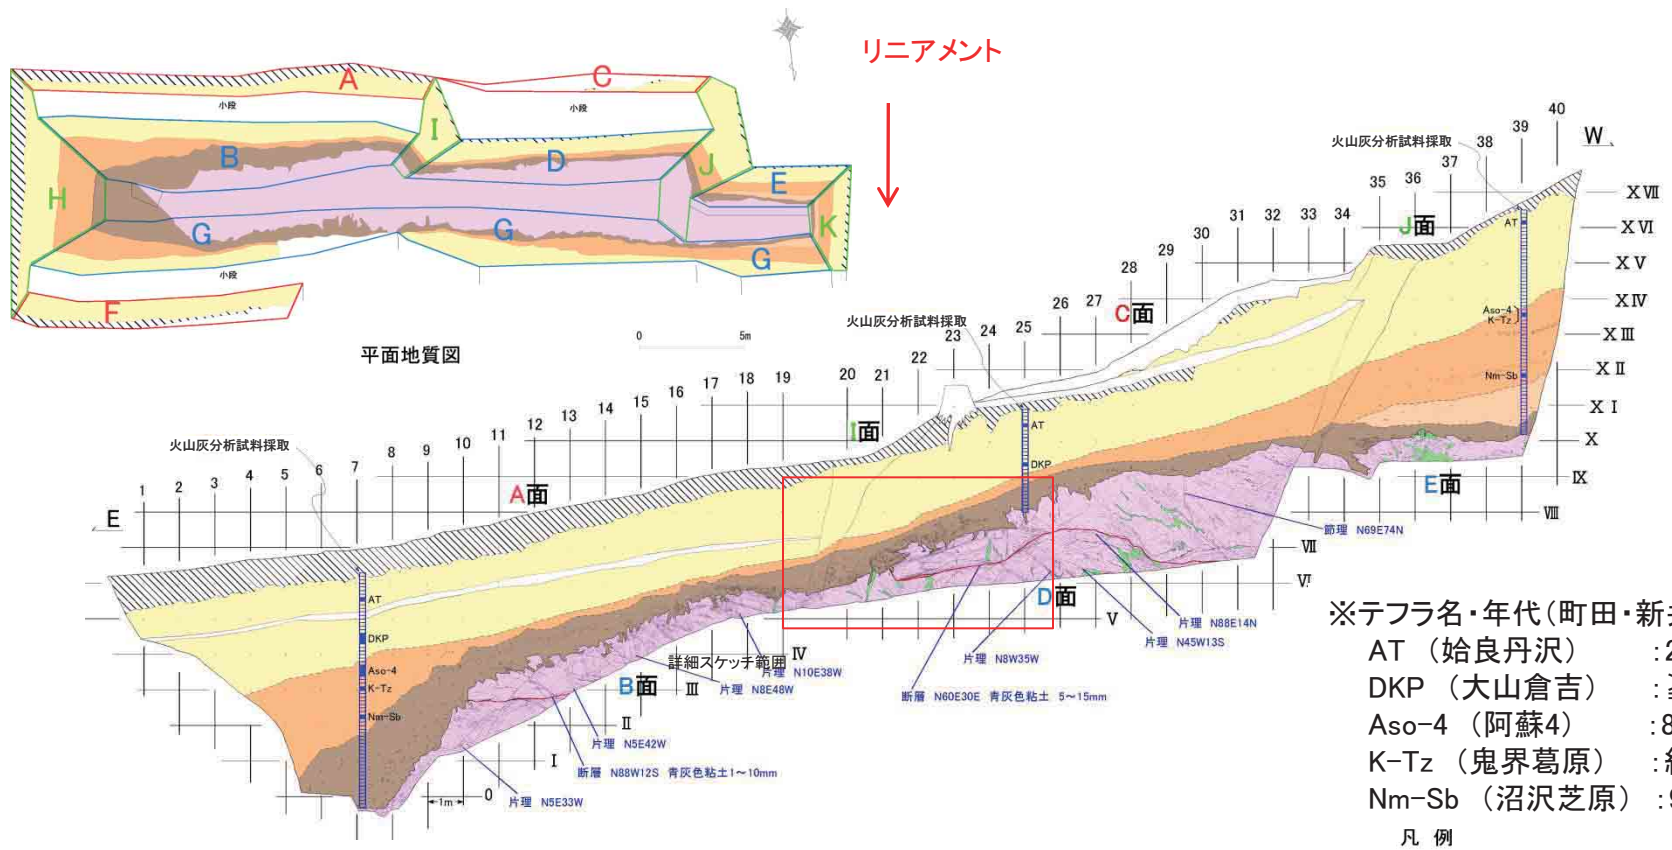 リニアメント
A
C
小段
小段
I
B
D
J
E
H
G
G
K
G
小段
F
平面地質図
0 5m
火山灰分析試料採取
火山灰分析試料採取
火山灰分析試料採取
E
W
1 2 3 4 5 6 7 8 9 10 11 12 13 14 15 16 17 18 19 20 21 22 23 24 25 26 27 28 29 30 31 32 33 34 35 36 37 38 39 40
A面
I面
C面
J面
B面
D面
E面
XⅦ
XⅥ
XⅤ
XⅣ
XⅢ
XⅡ
XⅠ
X
Ⅸ
Ⅷ
Ⅶ
Ⅵ
Ⅴ
Ⅳ
Ⅲ
Ⅱ
Ⅰ
0
1m
AT
DKP
Aso-4
K-Tz
Nm-Sb
AT
DKP
AT
Aso-4
K-Tz
Nm-Sb
節理 N69E74N
片理 N88E14N
片理 N45W13S
片理 N8W35W
断層 N60E30E 青灰色粘土 5～15mm
詳細スケッチ範囲
片理 N10E38W
片理 N8E48W
片理 N5E42W
断層 N88W12S 青灰色粘土1～10mm
片理 N5E33W
※テフラ名・年代(町田・新
AT (姶良丹沢) :2
DKP (大山倉吉) :
Aso-4 (阿蘇4) :8
K-Tz (鬼界葛原) :
Nm-Sb (沼沢芝原) :9
凡 例